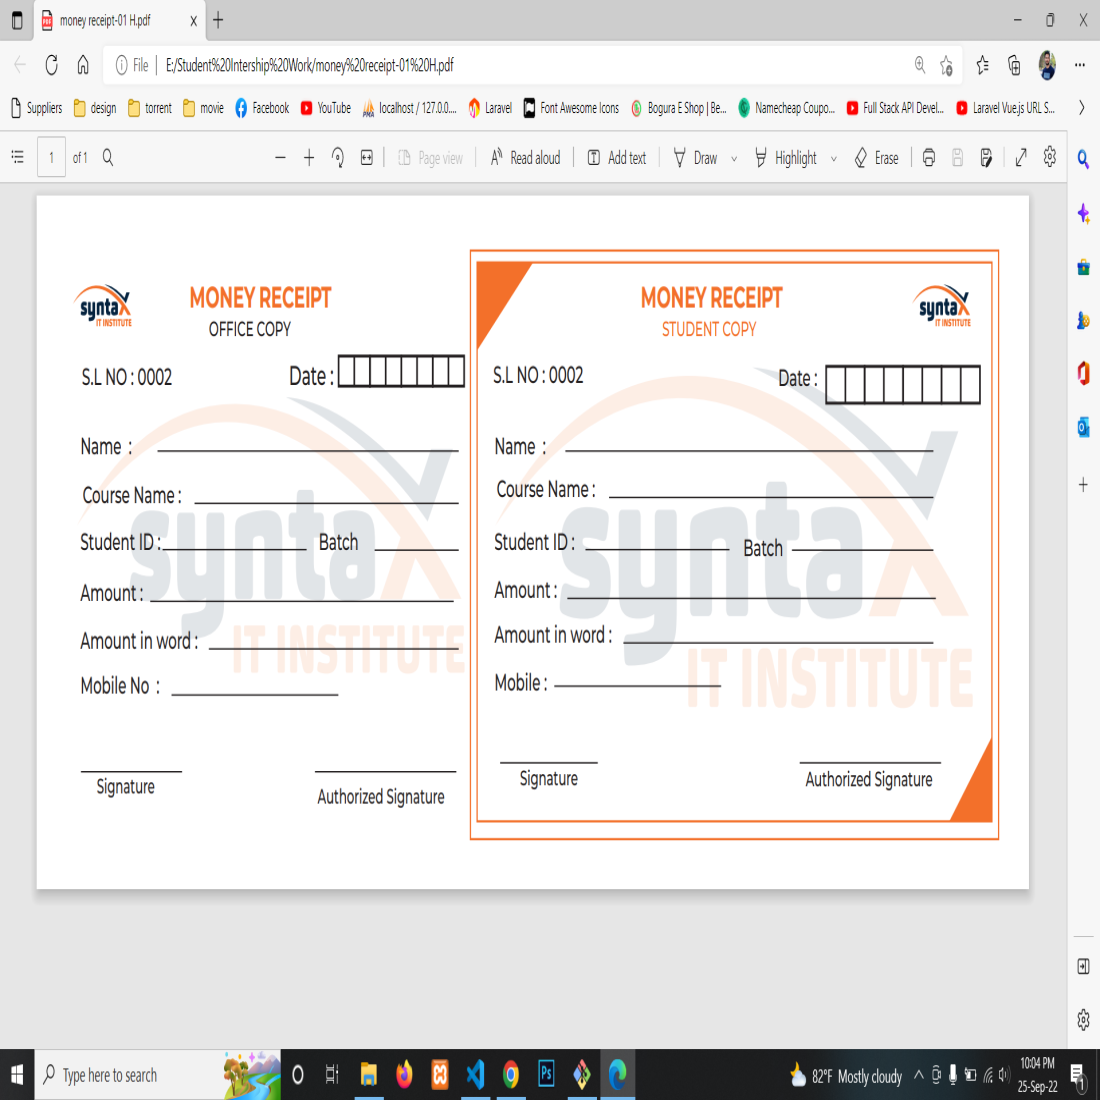 money receipt-01 H.pdf
File | E:/Student%20Intership%20Work/money%20receipt-01%20H.pdf
Suppliers design torrent movie Facebook YouTube localhost / 127.0.0.... Laravel Font Awesome Icons Bogura E Shop | Be... Namecheap Coupo... Full Stack API Devel... Laravel Vue.js URL S...
1 of 1 Page view Read aloud Add text Draw Highlight Erase
syntax
IT INSTITUTE
MONEY RECEIPT
OFFICE COPY
S.L NO : 0002 Date :
Name :
Course Name :
Student ID : Batch
Amount :
Amount in word :
Mobile No :
Signature
Authorized Signature
syntax
IT INSTITUTE
MONEY RECEIPT
STUDENT COPY
syntax
IT INSTITUTE
S.L NO : 0002 Date :
Name :
Course Name :
Student ID : Batch
Amount :
Amount in word :
Mobile :
Signature
Authorized Signature
syntax
IT INSTITUTE
Type here to search
Ps
82°F Mostly cloudy
10:04 PM
25-Sep-22
1